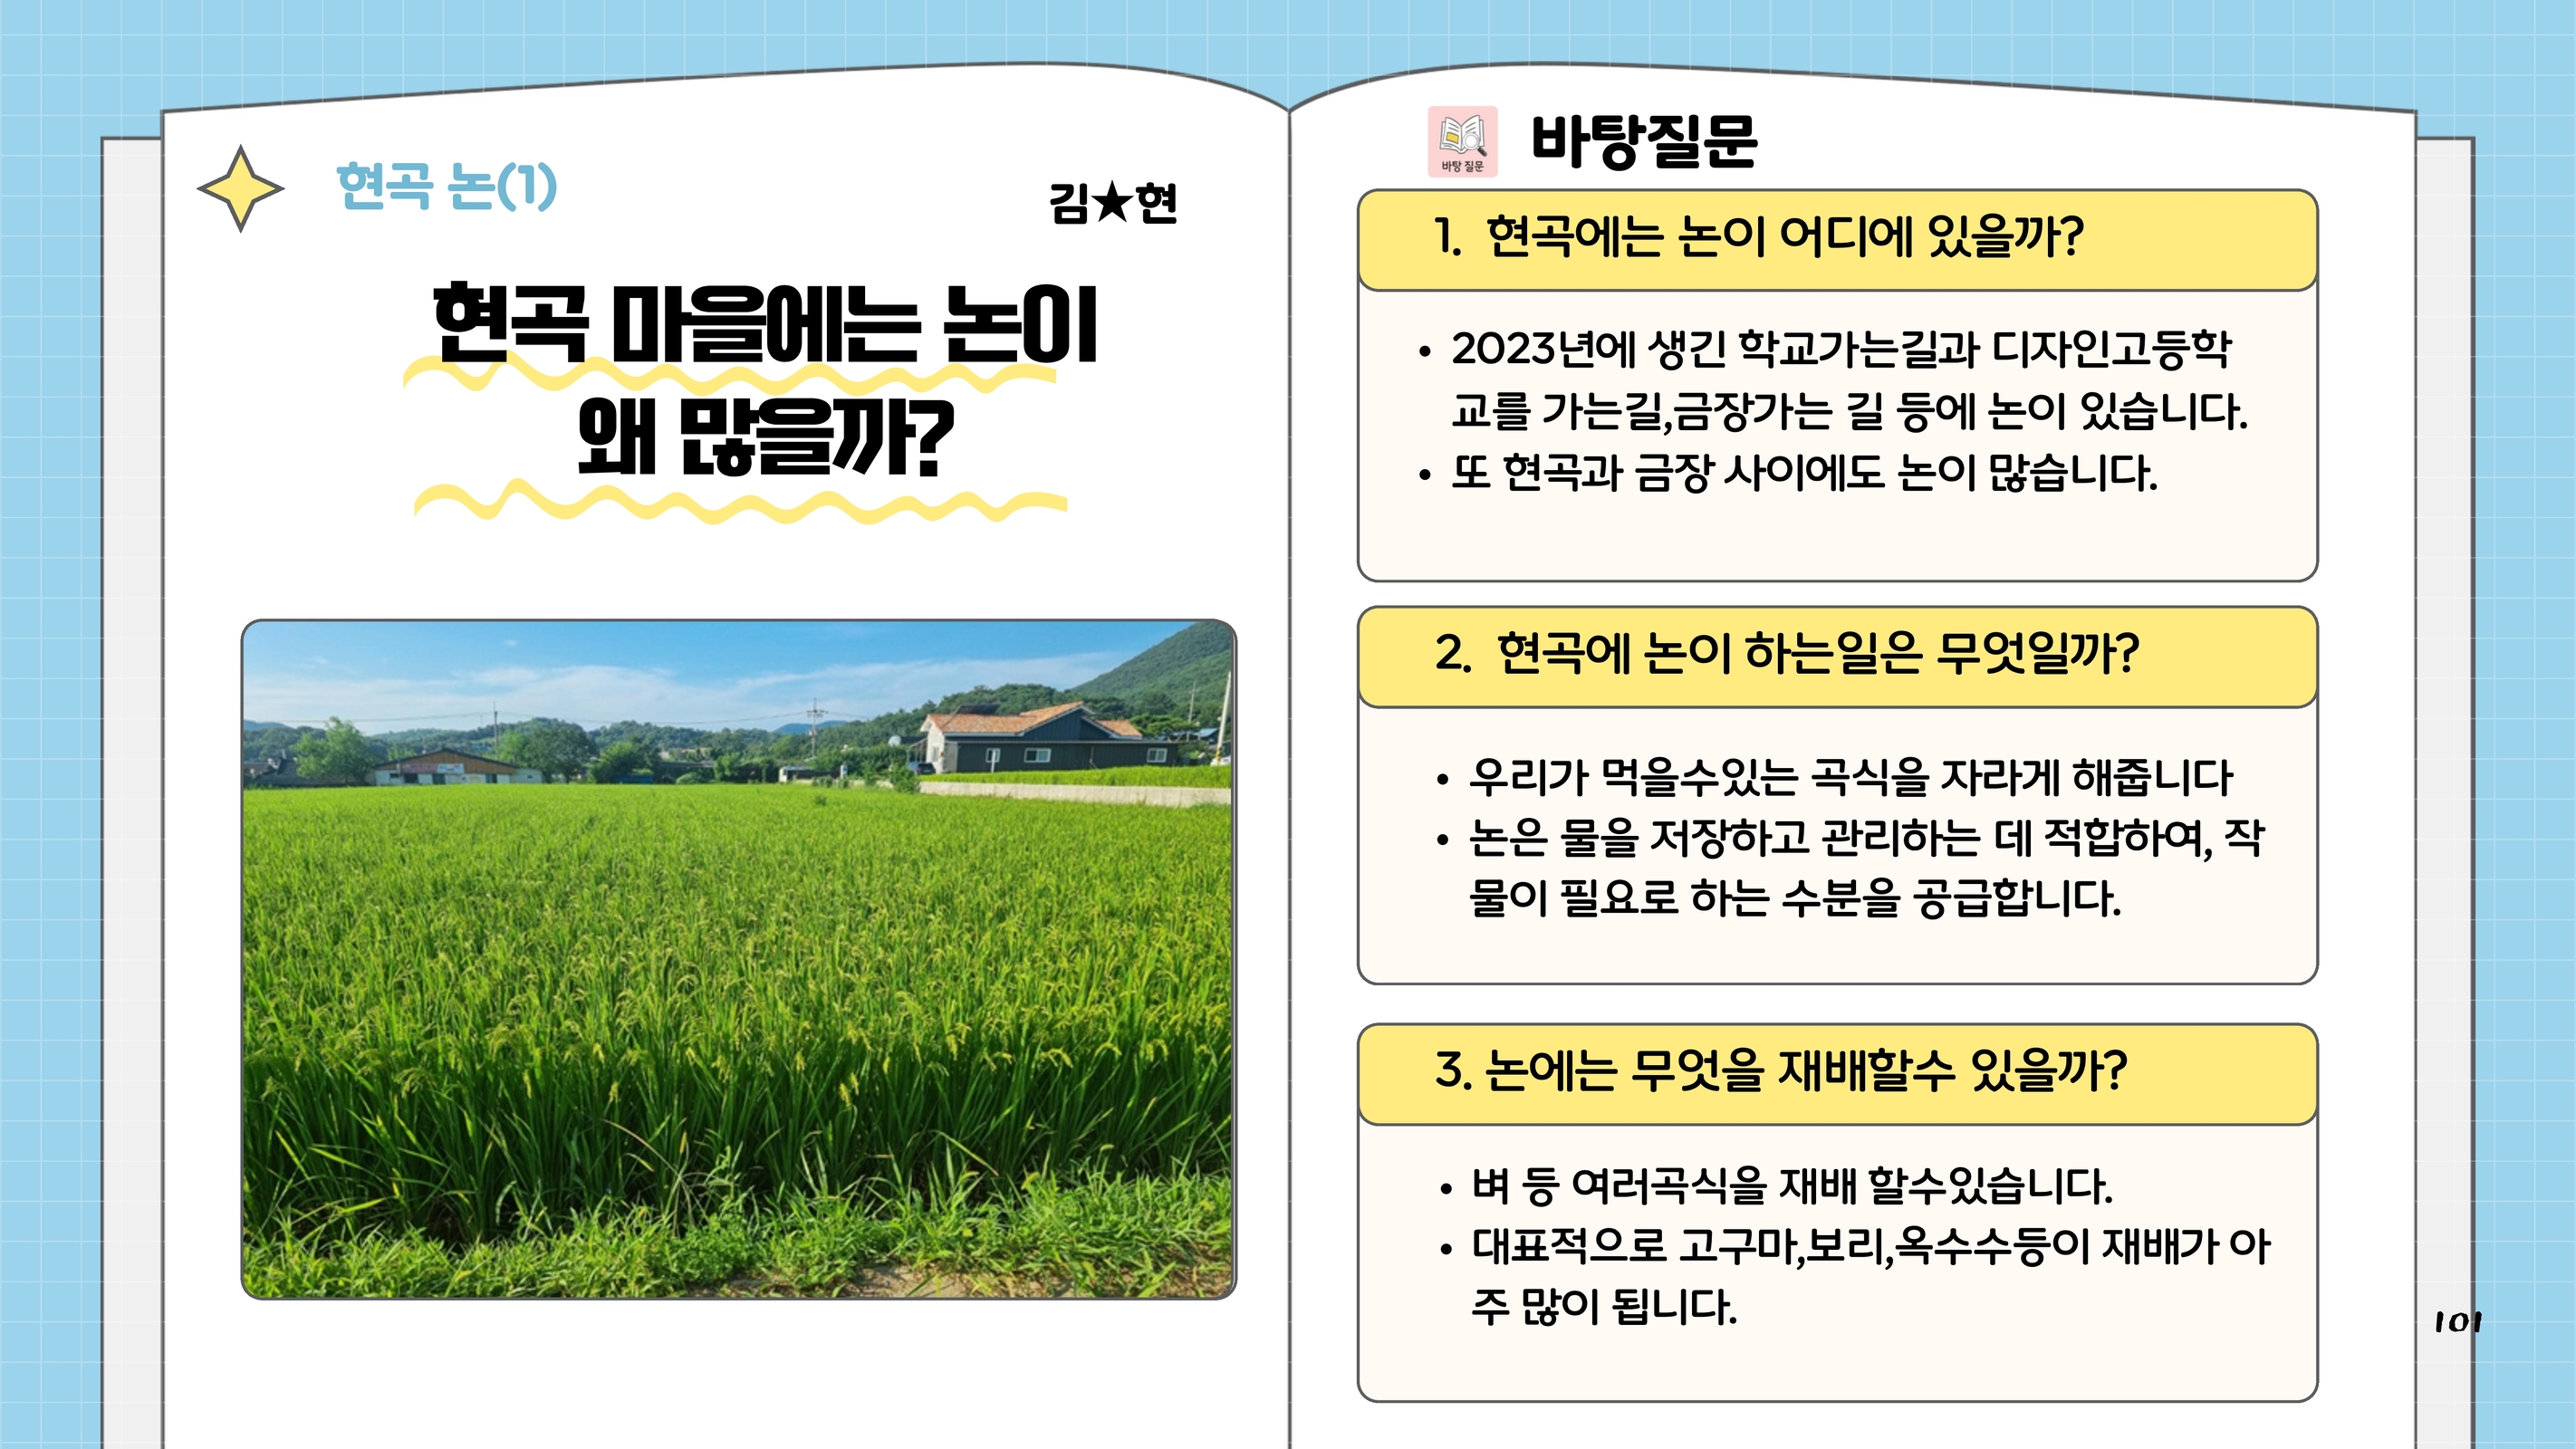 현곡 논(1)
김★현
현곡 마을에는 논이
왜 많을까?
바탕 질문
바탕질문
1. 현곡에는 논이 어디에 있을까?
• 2023년에 생긴 학교가는길과 디자인고등학
교를 가는길,금장가는 길 등에 논이 있습니다.
• 또 현곡과 금장 사이에도 논이 많습니다.
2. 현곡에 논이 하는일은 무엇일까?
• 우리가 먹을수있는 곡식을 자라게 해줍니다
• 논은 물을 저장하고 관리하는 데 적합하여, 작
물이 필요로 하는 수분을 공급합니다.
3. 논에는 무엇을 재배할수 있을까?
• 벼 등 여러곡식을 재배 할수있습니다.
• 대표적으로 고구마,보리,옥수수등이 재배가 아
주 많이 됩니다.
101